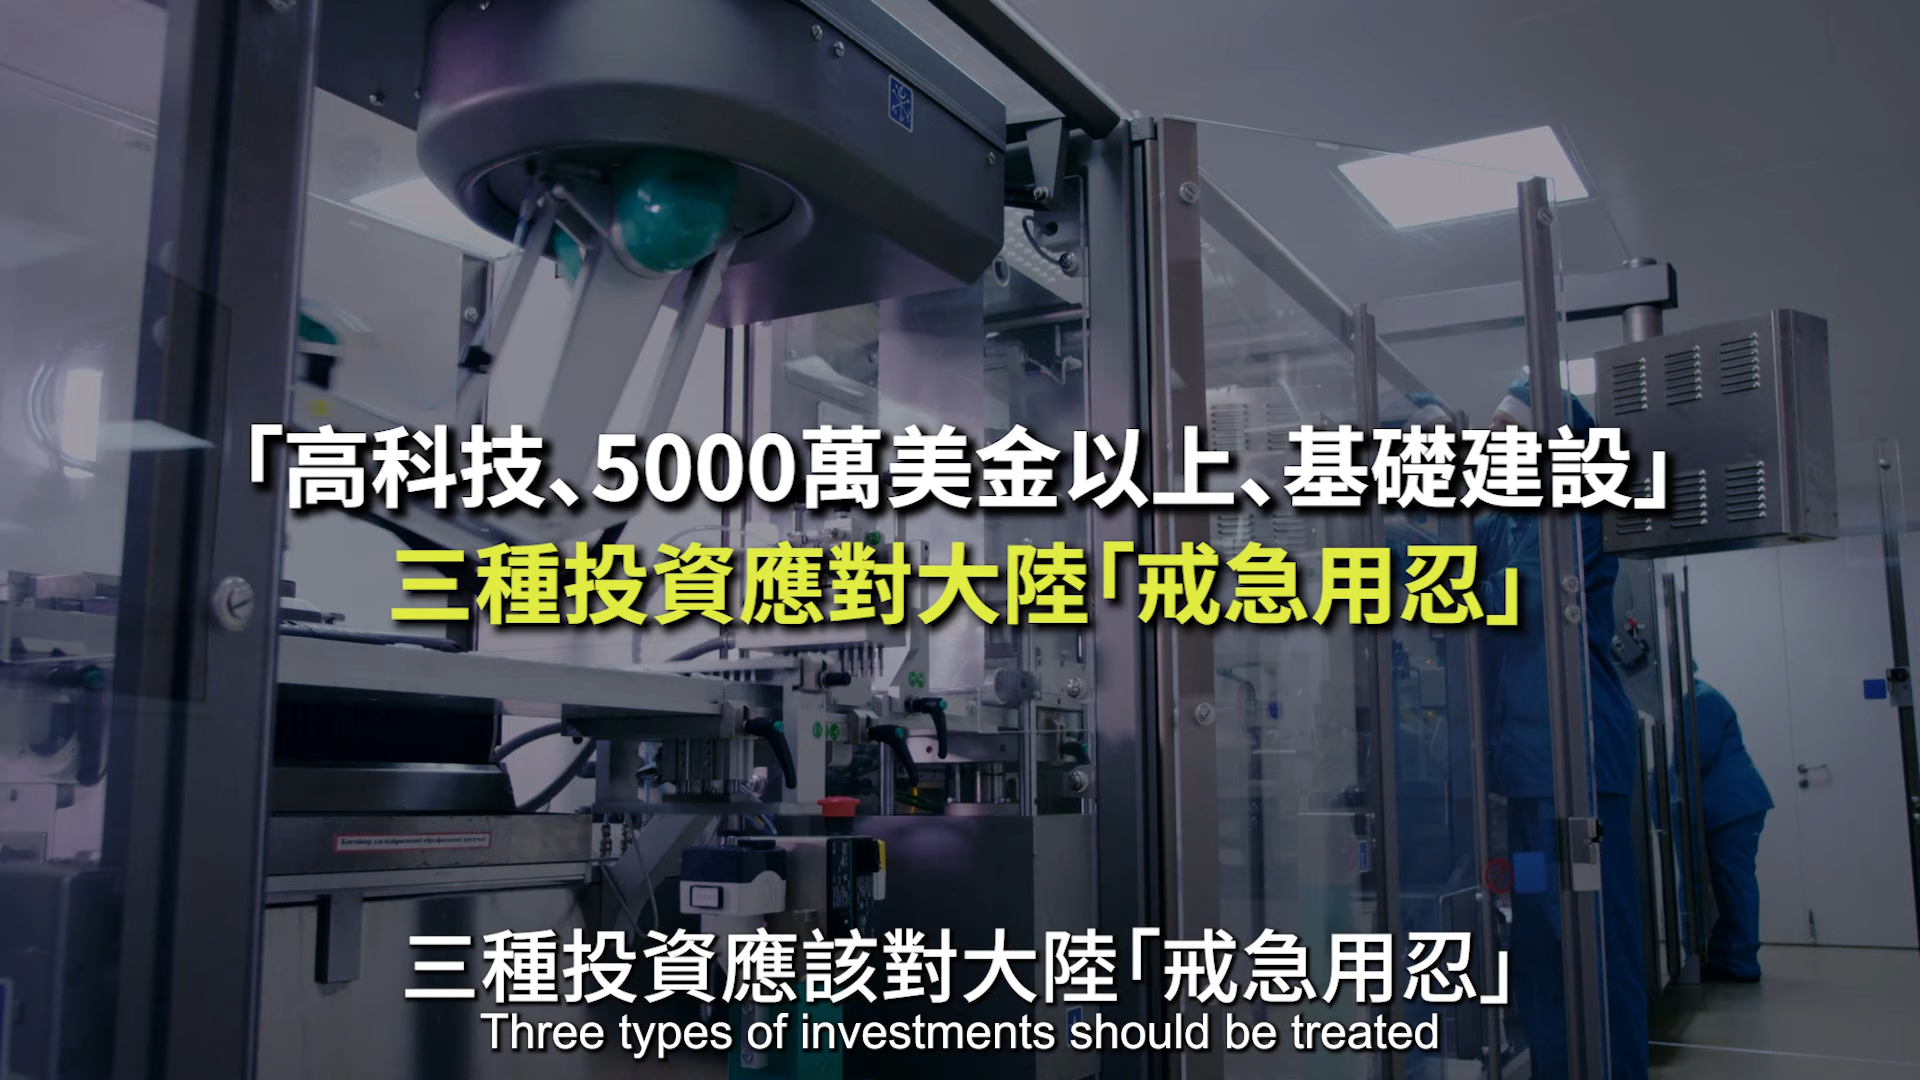 「高科技、5000萬美金以上、基礎建設」
三種投資應對大陸「戒急用忍」
三種投資應該對大陸「戒急用忍」
Three types of investments should be treated